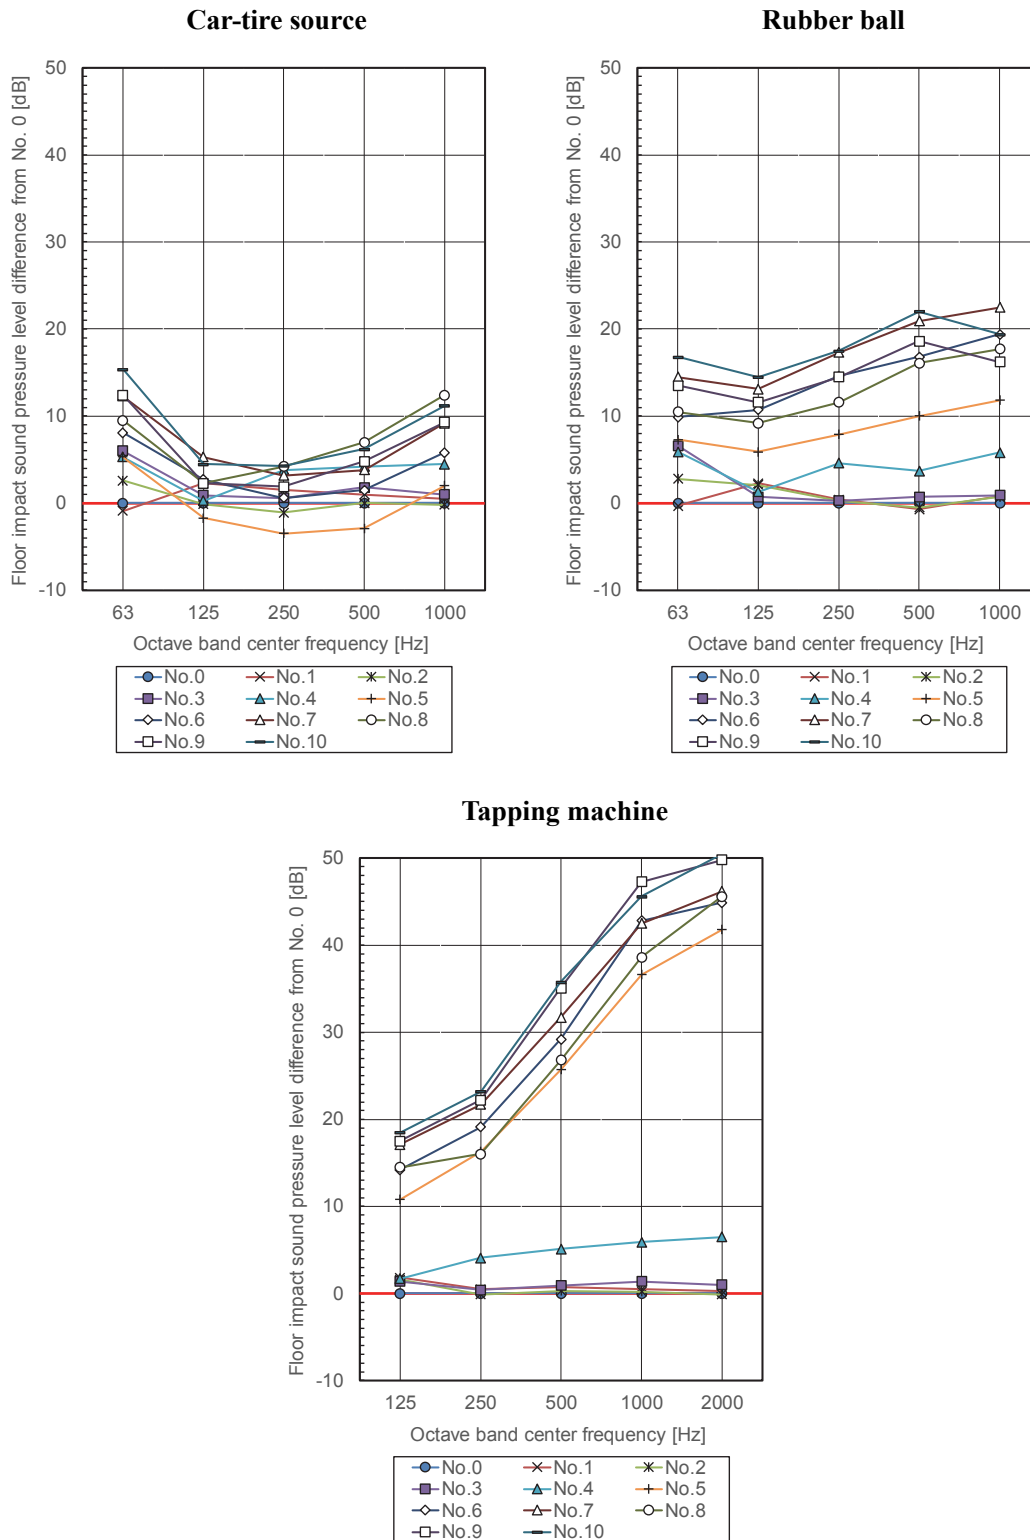 Car-tire source
Floor impact sound pressure level difference from No. 0 [dB]
50
40
30
20
10
0
-10
63 125 250 500 1000
Octave band center frequency [Hz]
No.0 No.1 No.2
No.3 No.4 No.5
No.6 No.7 No.8
No.9 No.10
Rubber ball
Floor impact sound pressure level difference from No. 0 [dB]
50
40
30
20
10
0
-10
63 125 250 500 1000
Octave band center frequency [Hz]
No.0 No.1 No.2
No.3 No.4 No.5
No.6 No.7 No.8
No.9 No.10
Tapping machine
Floor impact sound pressure level difference from No. 0 [dB]
50
40
30
20
10
0
-10
125 250 500 1000 2000
Octave band center frequency [Hz]
No.0 No.1 No.2
No.3 No.4 No.5
No.6 No.7 No.8
No.9 No.10